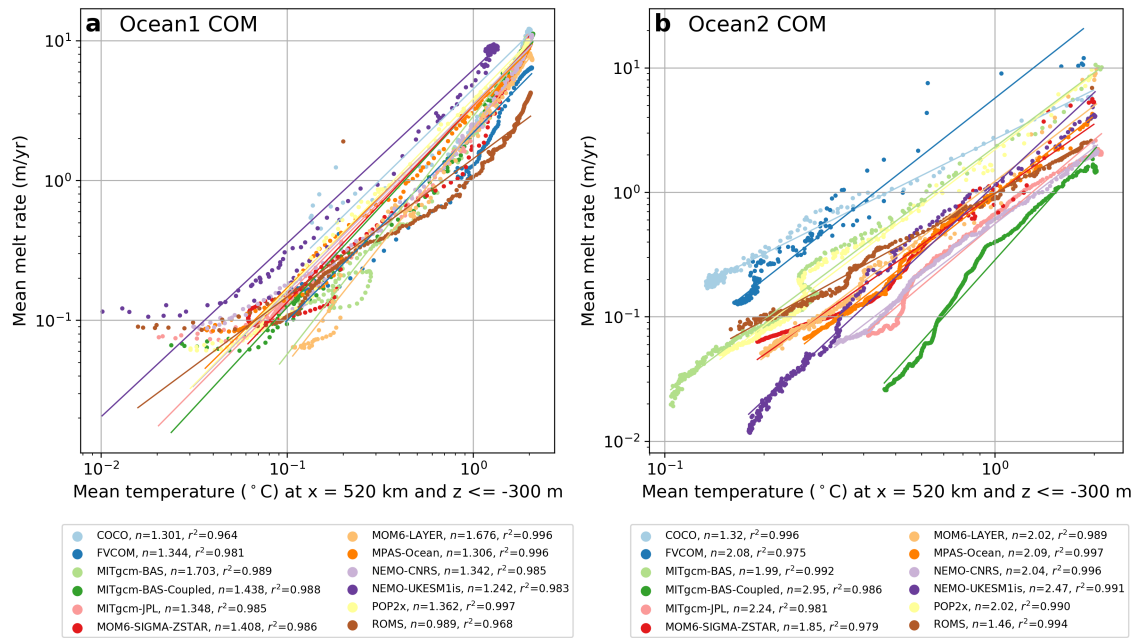 a Ocean1 COM
b Ocean2 COM
Mean melt rate (m/yr)
10^1
10^0
10^-1
10^-2
10^-1
10^0
Mean temperature (°C) at x = 520 km and z <= -300 m
Mean melt rate (m/yr)
10^1
10^0
10^-1
10^-2
10^-1
10^0
Mean temperature (°C) at x = 520 km and z <= -300 m
COCO, n=1.301, r²=0.964
FVCOM, n=1.344, r²=0.981
MITgcm-BAS, n=1.703, r²=0.989
MITgcm-BAS-Coupled, n=1.438, r²=0.988
MITgcm-JPL, n=1.348, r²=0.985
MOM6-SIGMA-ZSTAR, n=1.408, r²=0.986
MOM6-LAYER, n=1.676, r²=0.996
MPAS-Ocean, n=1.306, r²=0.996
NEMO-CNRS, n=1.342, r²=0.985
NEMO-UKESM1is, n=1.242, r²=0.983
POP2x, n=1.362, r²=0.997
ROMS, n=0.989, r²=0.968
COCO, n=1.32, r²=0.996
FVCOM, n=2.08, r²=0.975
MITgcm-BAS, n=1.99, r²=0.992
MITgcm-BAS-Coupled, n=2.95, r²=0.986
MITgcm-JPL, n=2.24, r²=0.981
MOM6-SIGMA-ZSTAR, n=1.85, r²=0.979
MOM6-LAYER, n=2.02, r²=0.989
MPAS-Ocean, n=2.09, r²=0.997
NEMO-CNRS, n=2.04, r²=0.996
NEMO-UKESM1is, n=2.47, r²=0.991
POP2x, n=2.02, r²=0.990
ROMS, n=1.46, r²=0.994